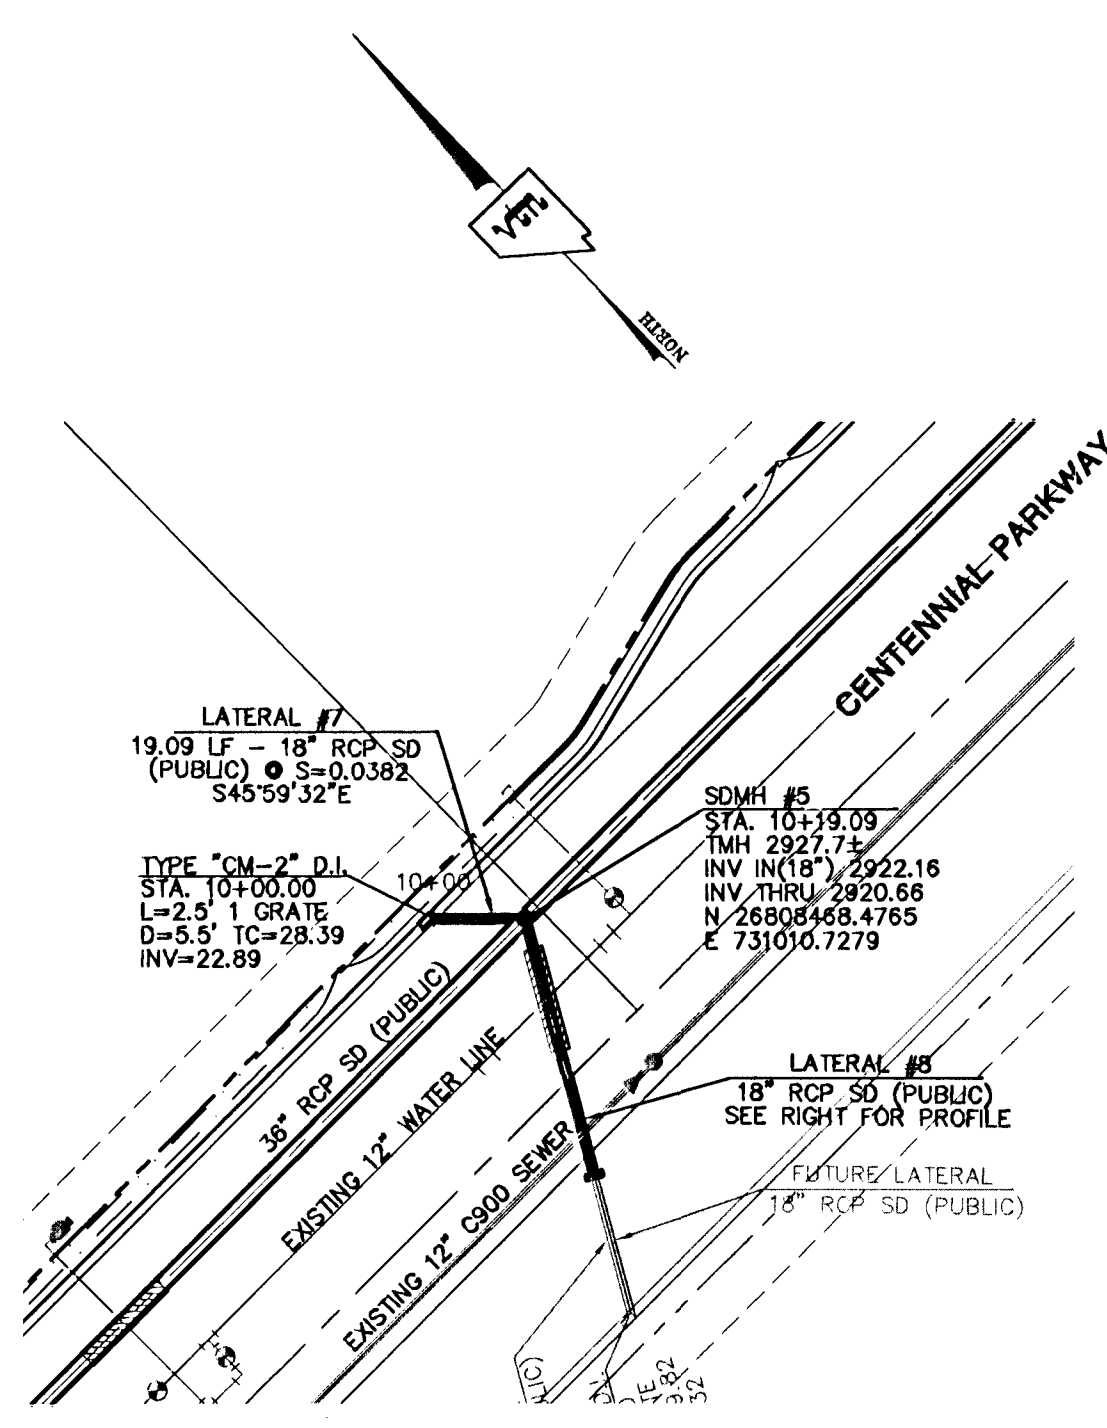 NORTH
CENTENNIAL PARKWAY
LATERAL #7
19.09 LF - 18" RCP SD
(PUBLIC) @ S=0.0382
S45°59'32"E
SDMH #5
STA. 10+19.09
TMH 2927.7±
INV IN(18") 2922.16
INV THRU 2920.66
N 26808468.4765
E 731010.7279
TYPE "CM-2" D.I.
STA. 10+00.00
L=2.5' 1 GRATE
D=5.5' TC=28.39
INV=22.89
10+00
36" RCP SD (PUBLIC)
EXISTING 12" WATER LINE
EXISTING 12" C900 SEWER
LATERAL #8
18" RCP SD (PUBLIC)
SEE RIGHT FOR PROFILE
FUTURE LATERAL
18" RCP SD (PUBLIC)